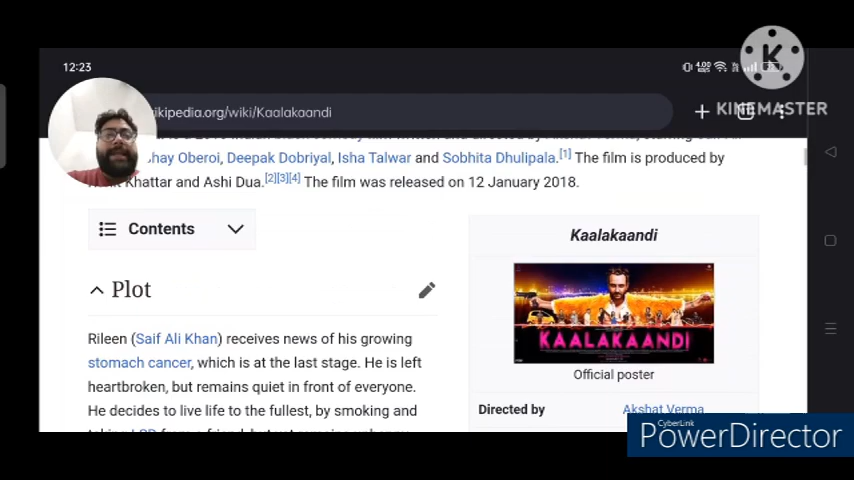 12:23
ikipedia.org/wiki/Kaalakaandi
KINEMASTER
hay Oberoi, Deepak Dobriyal, Isha Talwar and Sobhita Dhulipala.[1] The film is produced by
Khattar and Ashi Dua.[2][3][4] The film was released on 12 January 2018.
Contents
Kaalakaandi
Plot
KAALAKAANDI
Official poster
Rileen (Saif Ali Khan) receives news of his growing
stomach cancer, which is at the last stage. He is left
heartbroken, but remains quiet in front of everyone.
He decides to live life to the fullest, by smoking and
Directed by Akshat Verma
CyberLink
PowerDirector